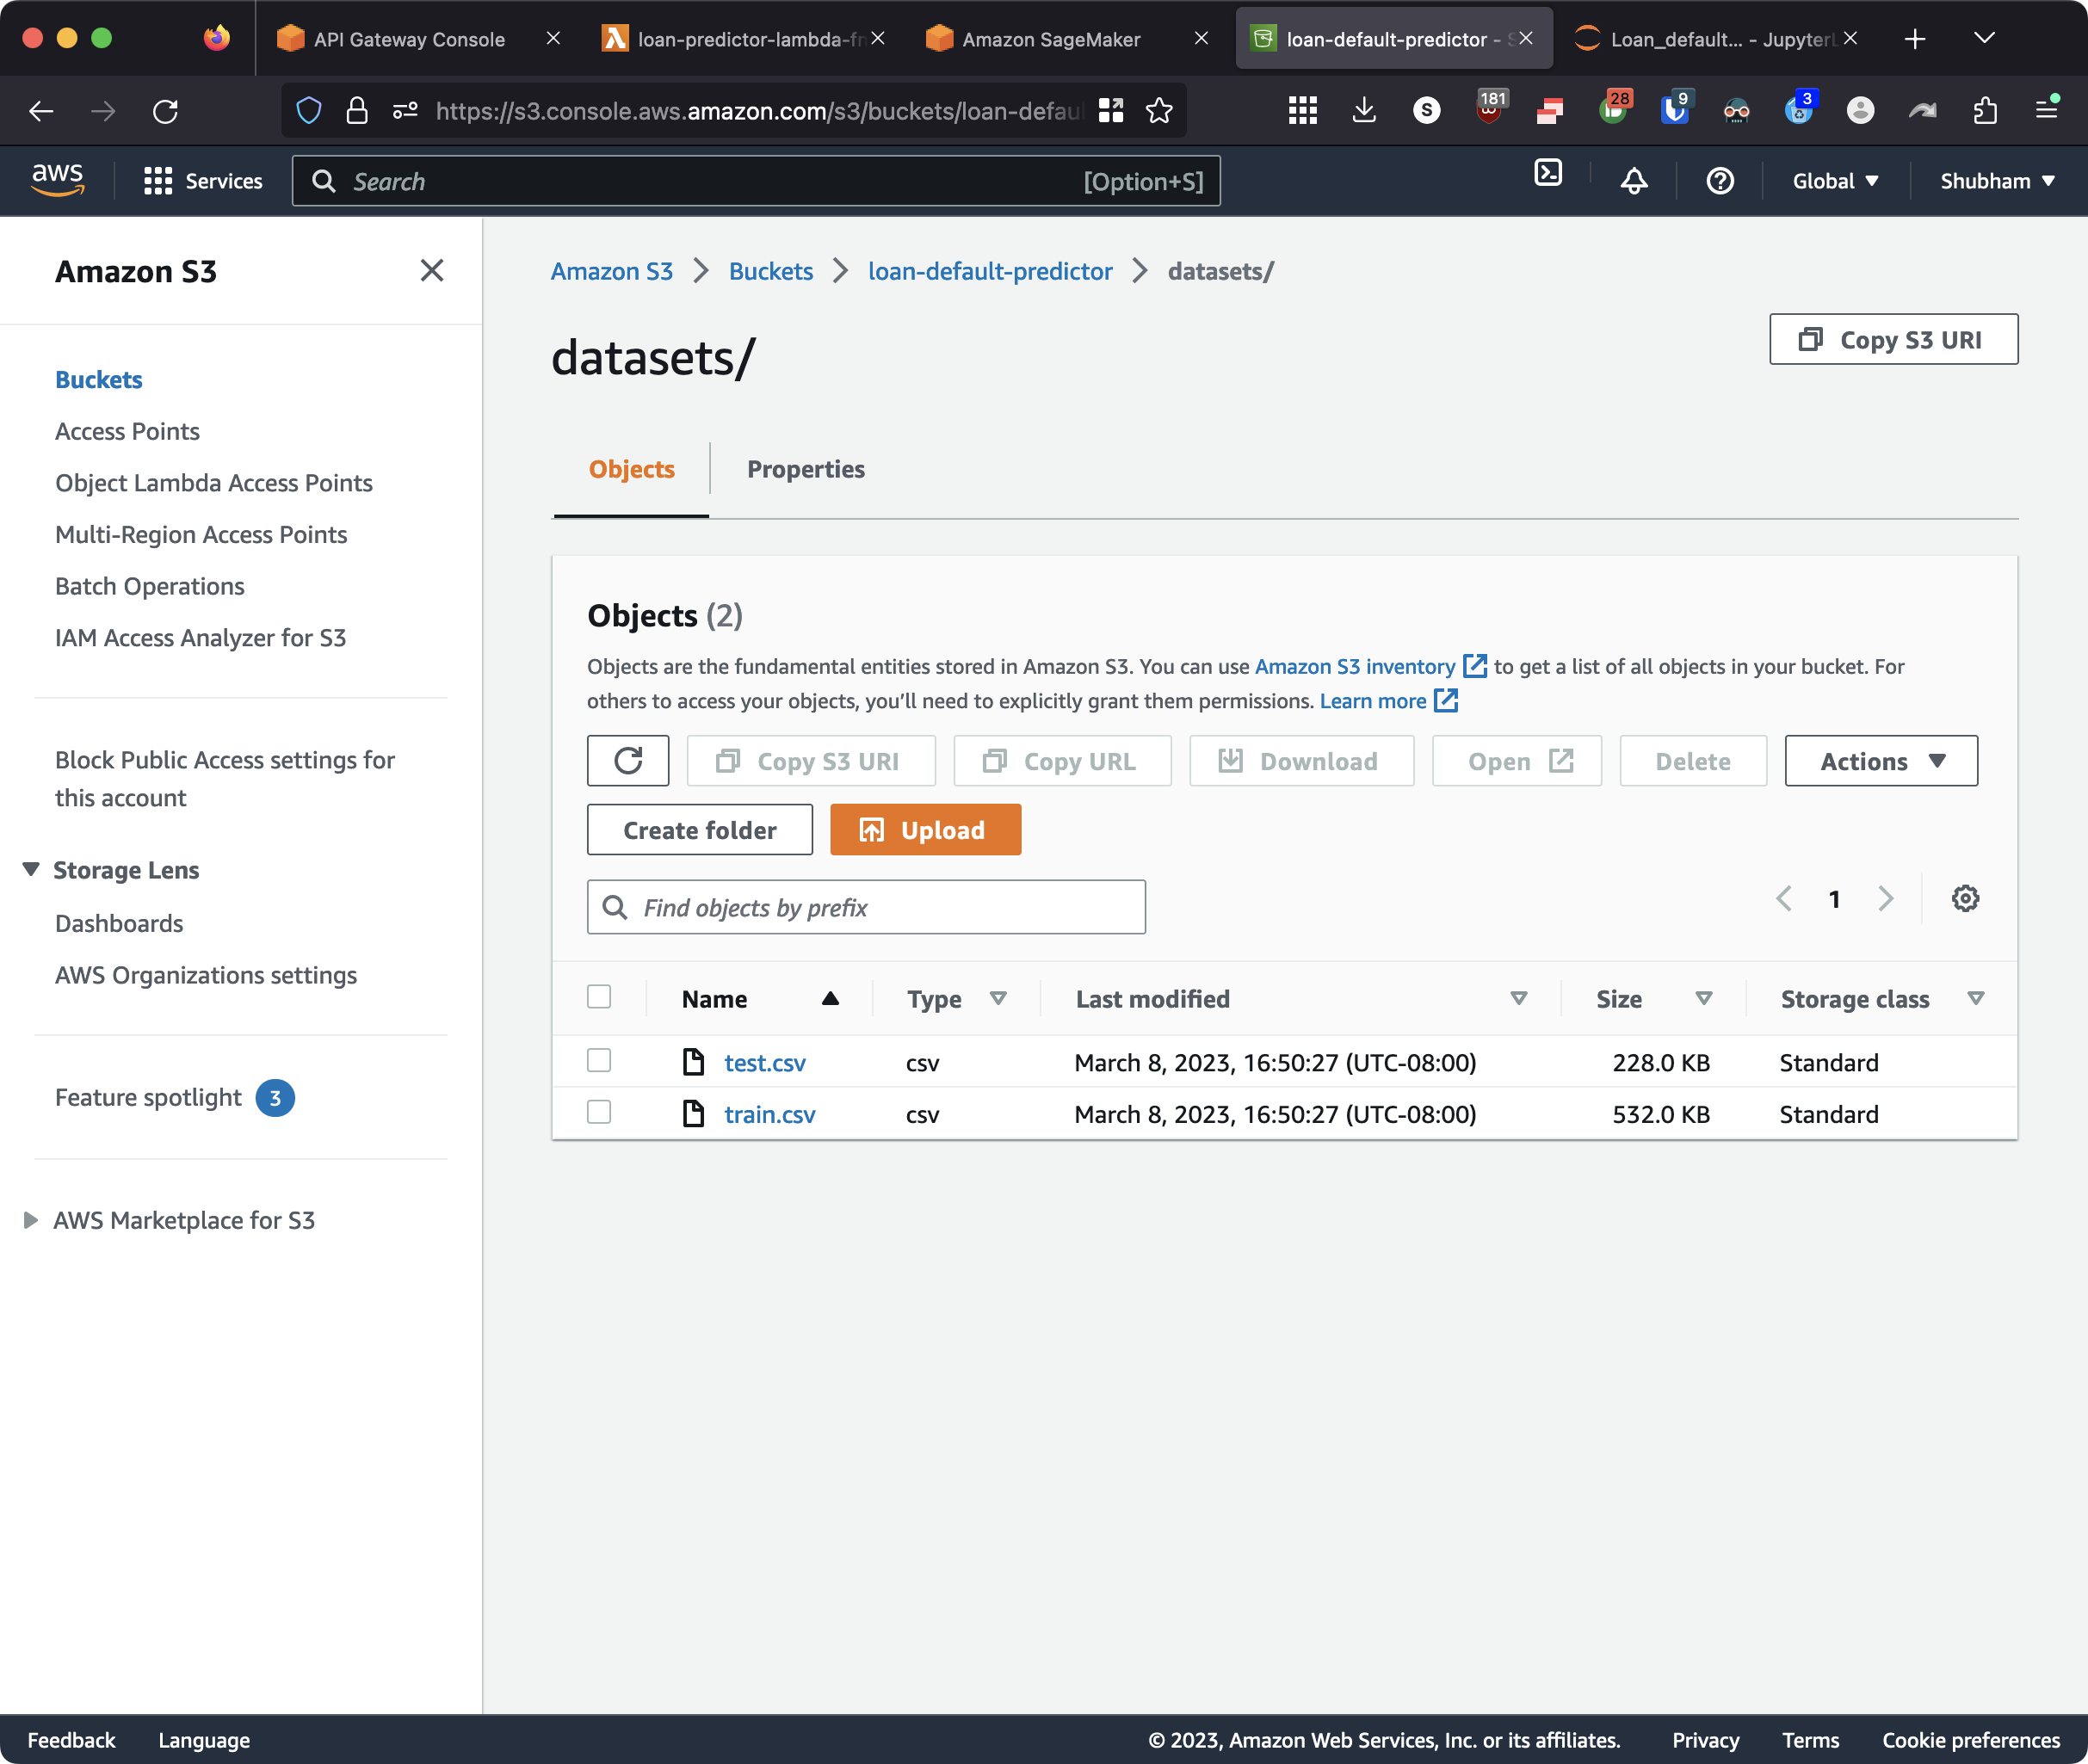 API Gateway Console
loan-predictor-lambda-fn
Amazon SageMaker
loan-default-predictor - S
Loan_default... - JupyterL
https://s3.console.aws.amazon.com/s3/buckets/loan-defau
S
181
28
9
3
aws
Services
Search
[Option+S]
Global
Shubham
Amazon S3
Buckets
Access Points
Object Lambda Access Points
Multi-Region Access Points
Batch Operations
IAM Access Analyzer for S3
Block Public Access settings for
this account
Storage Lens
Dashboards
AWS Organizations settings
Feature spotlight 3
AWS Marketplace for S3
Amazon S3 > Buckets > loan-default-predictor > datasets/
datasets/
Copy S3 URI
Objects
Properties
Objects (2)
Objects are the fundamental entities stored in Amazon S3. You can use Amazon S3 inventory to get a list of all objects in your bucket. For
others to access your objects, you’ll need to explicitly grant them permissions. Learn more
Copy S3 URI
Copy URL
Download
Open
Delete
Actions
Create folder
Upload
Find objects by prefix
1
Name Type Last modified Size Storage class
test.csv csv March 8, 2023, 16:50:27 (UTC-08:00) 228.0 KB Standard
train.csv csv March 8, 2023, 16:50:27 (UTC-08:00) 532.0 KB Standard
Feedback
Language
© 2023, Amazon Web Services, Inc. or its affiliates.
Privacy
Terms
Cookie preferences